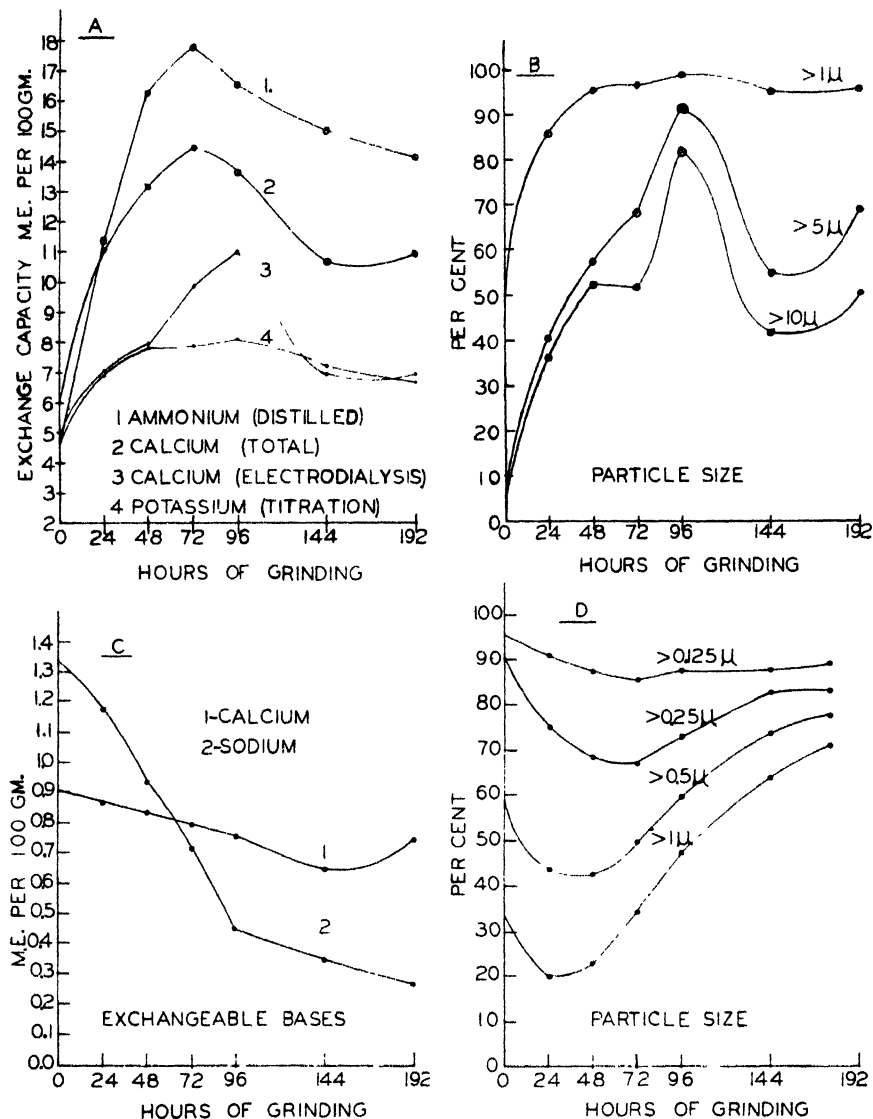 A
EXCHANGE CAPACITY M.E. PER 100GM.
18
17
16
15
14
13
12
11
10
9
8
7
6
5
4
3
2
1.
2
3
4
1 AMMONIUM (DISTILLED)
2 CALCIUM (TOTAL)
3 CALCIUM (ELECTRODIALYSIS)
4 POTASSIUM (TITRATION)
0 24 48 72 96 144 192
HOURS OF GRINDING
B
PER CENT
100
90
80
70
60
50
40
30
20
10
0
>1μ
>5μ
>10μ
PARTICLE SIZE
0 24 48 72 96 144 192
HOURS OF GRINDING
C
M.E. PER 100 GM.
1.4
1.3
1.2
1.1
1.0
0.9
0.8
0.7
0.6
0.5
0.4
0.3
0.2
0.1
0.0
1-CALCIUM
2-SODIUM
1
2
EXCHANGEABLE BASES
0 24 48 72 96 144 192
HOURS OF GRINDING
D
PER CENT
100
90
80
70
60
50
40
30
20
10
0
>0.125μ
>0.25μ
>0.5μ
>1μ
PARTICLE SIZE
0 24 48 72 96 144 192
HOURS OF GRINDING